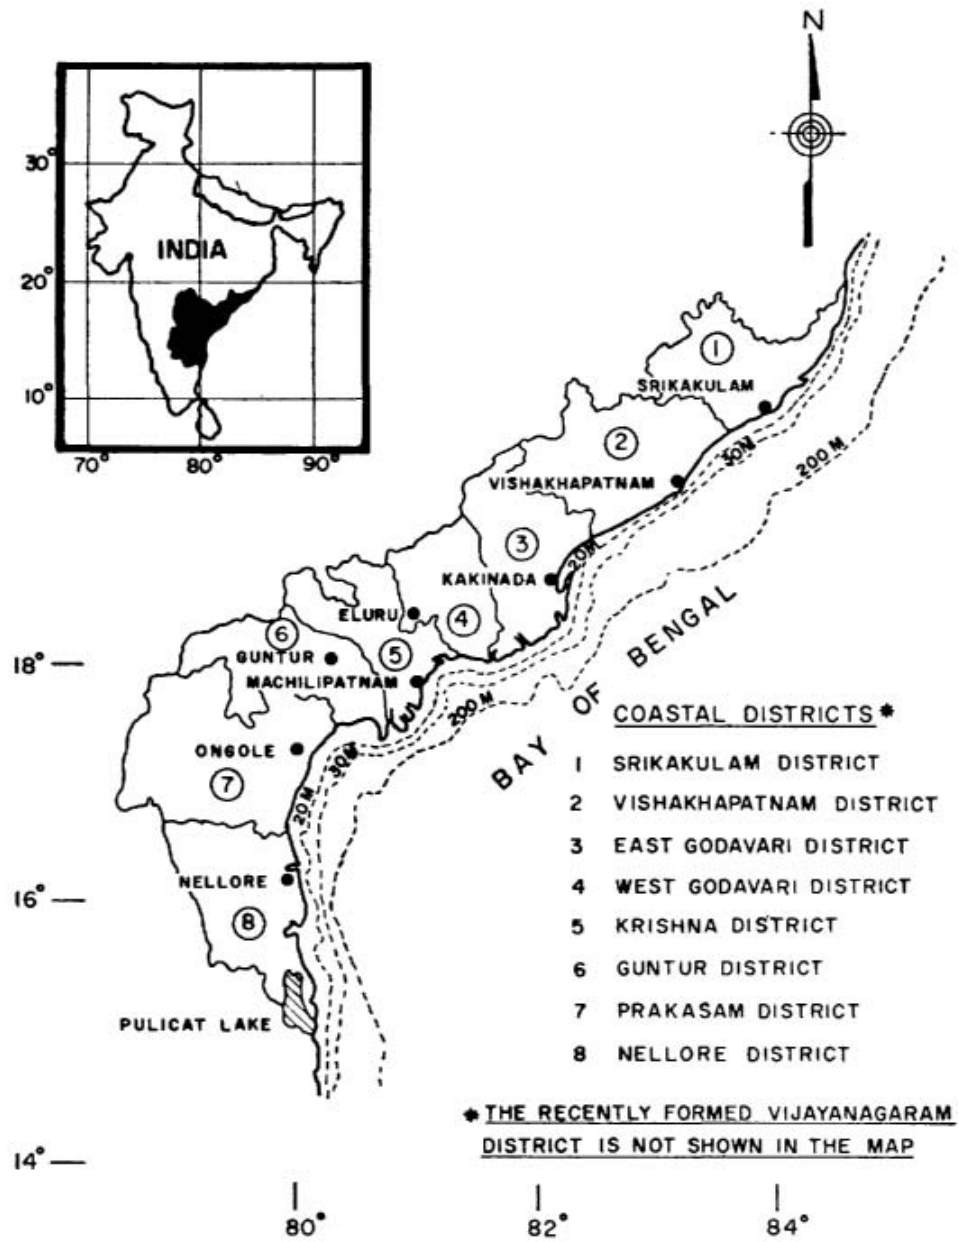 N
30°
INDIA
20°
10°
70°
80°
90°
1
SRIKAKULAM
2
30M
200 M
VISHAKHAPATNAM
3
20M
KAKINADA
ELURU
4
BAY OF BENGAL
6
5
18°
GUNTUR
MACHILIPATNAM
200 M
COASTAL DISTRICTS*
ONGOLE
30M
1 SRIKAKULAM DISTRICT
7
20 M
2 VISHAKHAPATNAM DISTRICT
3 EAST GODAVARI DISTRICT
NELLORE
4 WEST GODAVARI DISTRICT
16°
8
5 KRISHNA DISTRICT
6 GUNTUR DISTRICT
PULICAT LAKE
7 PRAKASAM DISTRICT
8 NELLORE DISTRICT
* THE RECENTLY FORMED VIJAYANAGARAM
DISTRICT IS NOT SHOWN IN THE MAP
14°
80°
82°
84°